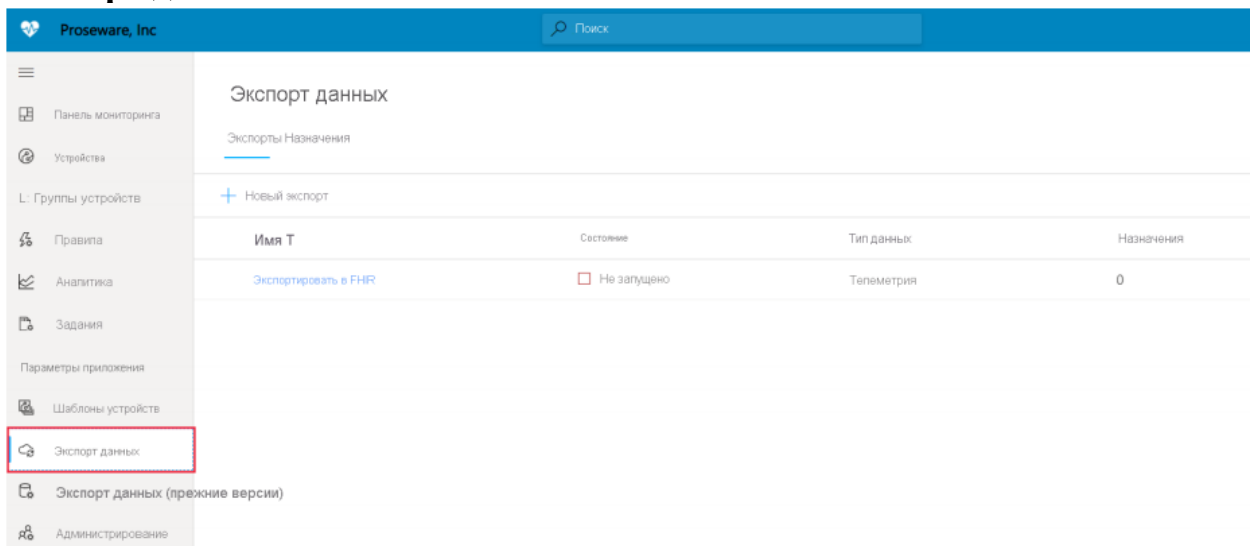 Proseware, Inc
Поиск
Панель мониторинга
Устройства
L: Группы устройств
Правила
Аналитика
Задания
Параметры приложения
Шаблоны устройств
Экспорт данных
Экспорт данных (прежние версии)
Администрирование
Экспорт данных
Экспорты Назначения
Новый экспорт
Имя T Состояние Тип данных Назначения
Экспортировать в FHIR Не запущено Телеметрия 0